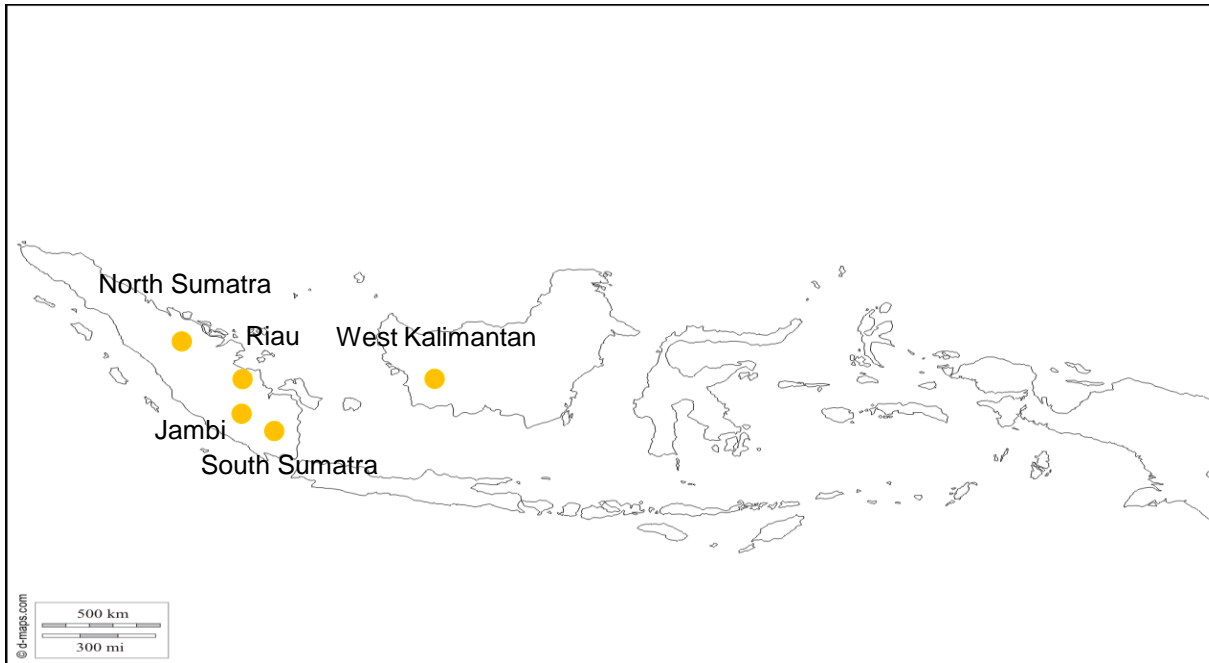 North Sumatra
Riau
West Kalimantan
Jambi
South Sumatra
500 km
300 mi
© d-maps.com